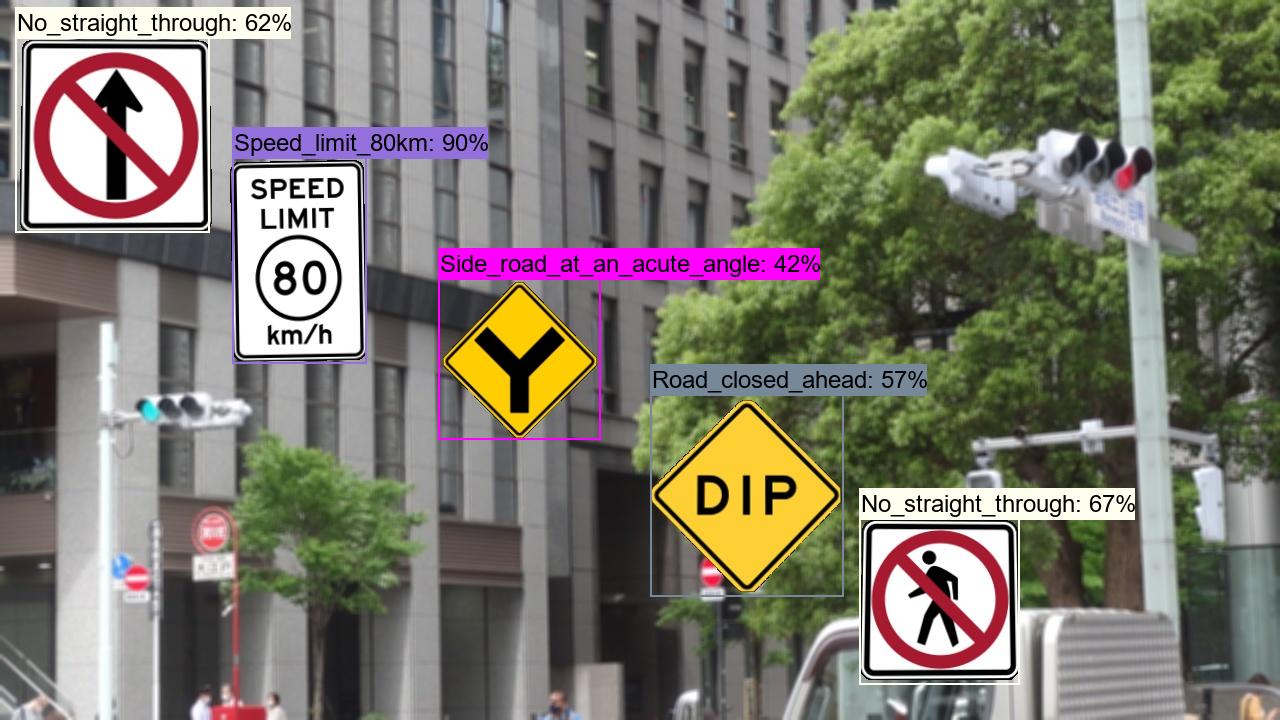 No_straight_through: 62%
Speed_limit_80km: 90%
SPEED
LIMIT
80
km/h
Side_road_at_an_acute_angle: 42%
Road_closed_ahead: 57%
DIP
No_straight_through: 67%